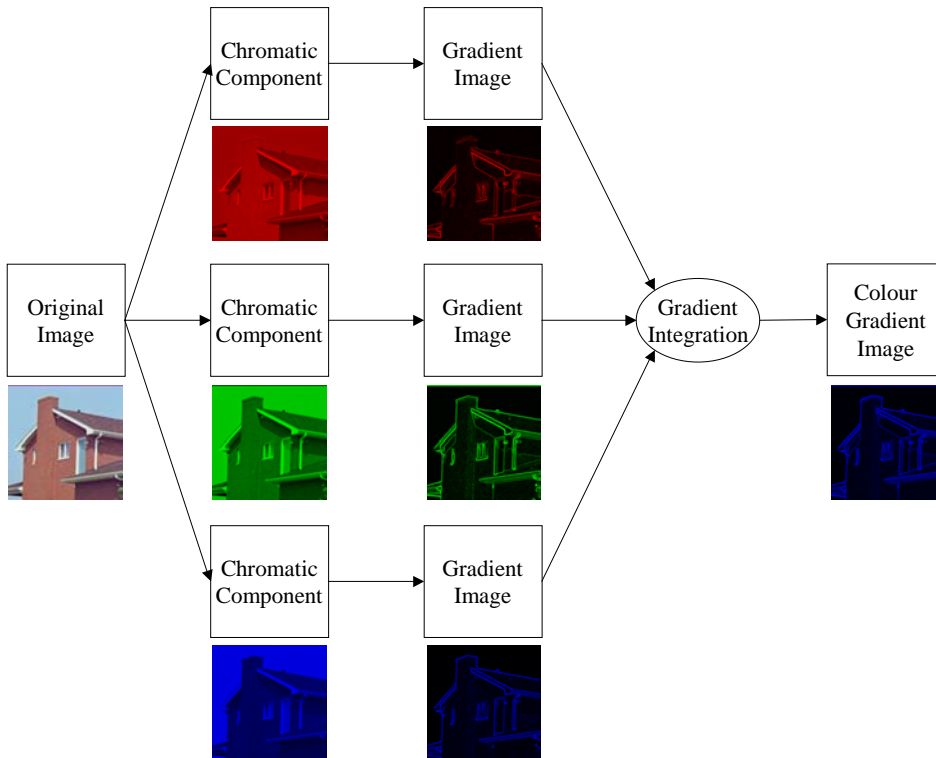 Chromatic
Component
Gradient
Image
Original
Image
Chromatic
Component
Gradient
Image
Gradient
Integration
Colour
Gradient
Image
Chromatic
Component
Gradient
Image